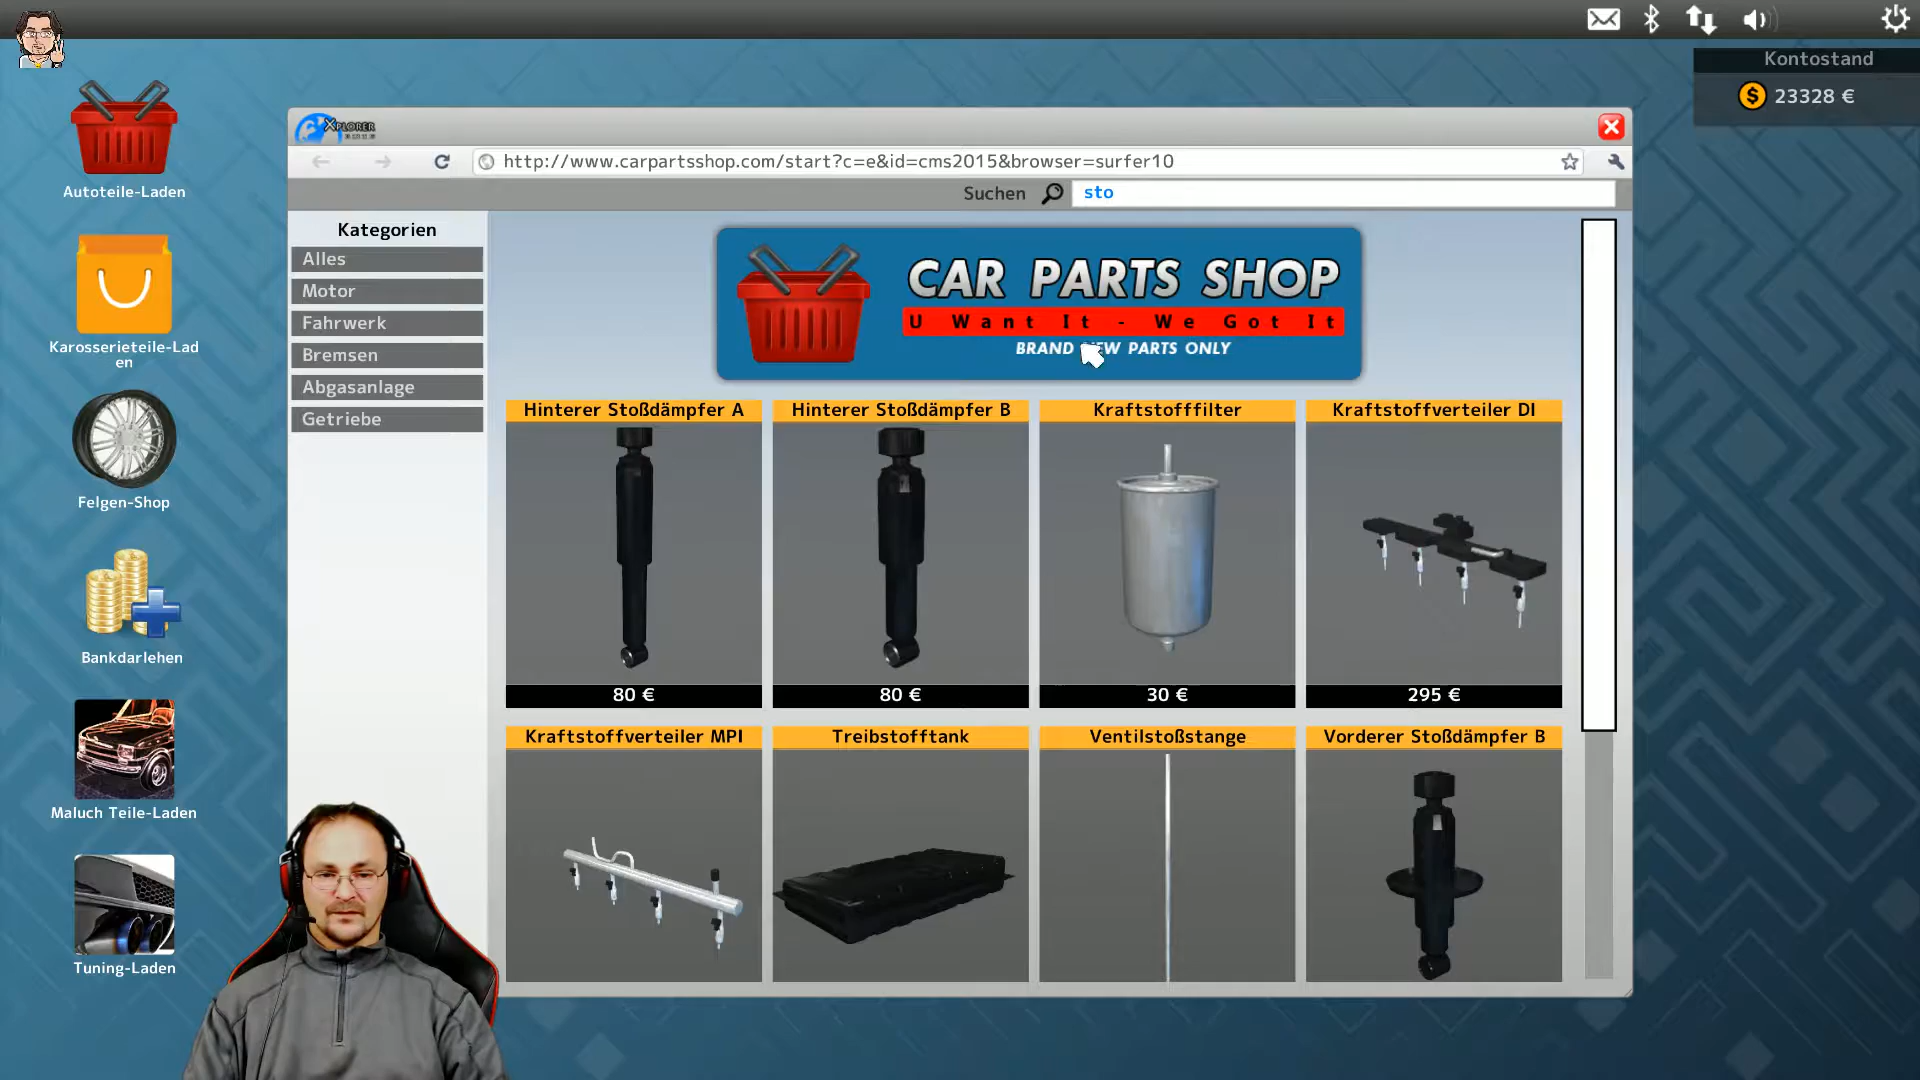 Kontostand
23328 €
Autoteile-Laden
Karosserieteile-Lad
en
Felgen-Shop
Bankdarlehen
Maluch Teile-Laden
Tuning-Laden
XPLORER
http://www.carpartsshop.com/start?c=e&id=cms2015&browser=surfer10
Suchen sto
Kategorien
Alles
Motor
Fahrwerk
Bremsen
Abgasanlage
Getriebe
CAR PARTS SHOP
U Want It - We Got It
BRAND NEW PARTS ONLY
Hinterer Stoßdämpfer A
80 €
Hinterer Stoßdämpfer B
80 €
Kraftstofffilter
30 €
Kraftstoffverteiler DI
295 €
Kraftstoffverteiler MPI
Treibstofftank
Ventilstoßstange
Vorderer Stoßdämpfer B